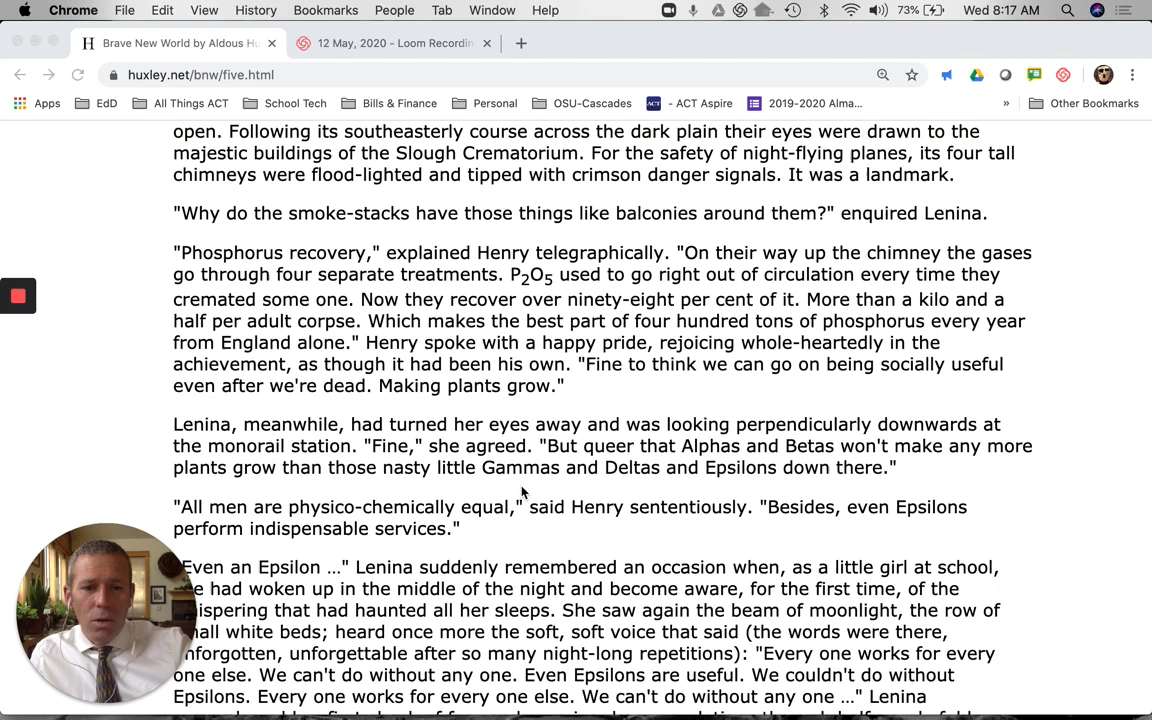 Chrome File Edit View History Bookmarks People Tab Window Help 73% Wed 8:17 AM
H Brave New World by Aldous Hu 12 May, 2020 - Loom Recordin
huxley.net/bnw/five.html
Apps EdD All Things ACT School Tech Bills & Finance Personal OSU-Cascades ACT - ACT Aspire 2019-2020 Alma... » Other Bookmarks
open. Following its southeasterly course across the dark plain their eyes were drawn to the
majestic buildings of the Slough Crematorium. For the safety of night-flying planes, its four tall
chimneys were flood-lighted and tipped with crimson danger signals. It was a landmark.
"Why do the smoke-stacks have those things like balconies around them?" enquired Lenina.
"Phosphorus recovery," explained Henry telegraphically. "On their way up the chimney the gases
go through four separate treatments. P₂O₅ used to go right out of circulation every time they
cremated some one. Now they recover over ninety-eight per cent of it. More than a kilo and a
half per adult corpse. Which makes the best part of four hundred tons of phosphorus every year
from England alone." Henry spoke with a happy pride, rejoicing whole-heartedly in the
achievement, as though it had been his own. "Fine to think we can go on being socially useful
even after we're dead. Making plants grow."
Lenina, meanwhile, had turned her eyes away and was looking perpendicularly downwards at
the monorail station. "Fine," she agreed. "But queer that Alphas and Betas won't make any more
plants grow than those nasty little Gammas and Deltas and Epsilons down there."
"All men are physico-chemically equal," said Henry sententiously. "Besides, even Epsilons
perform indispensable services."
Even an Epsilon ..." Lenina suddenly remembered an occasion when, as a little girl at school,
e had woken up in the middle of the night and become aware, for the first time, of the
hispering that had haunted all her sleeps. She saw again the beam of moonlight, the row of
mall white beds; heard once more the soft, soft voice that said (the words were there,
nforgotten, unforgettable after so many night-long repetitions): "Every one works for every
one else. We can't do without any one. Even Epsilons are useful. We couldn't do without
Epsilons. Every one works for every one else. We can't do without any one ..." Lenina